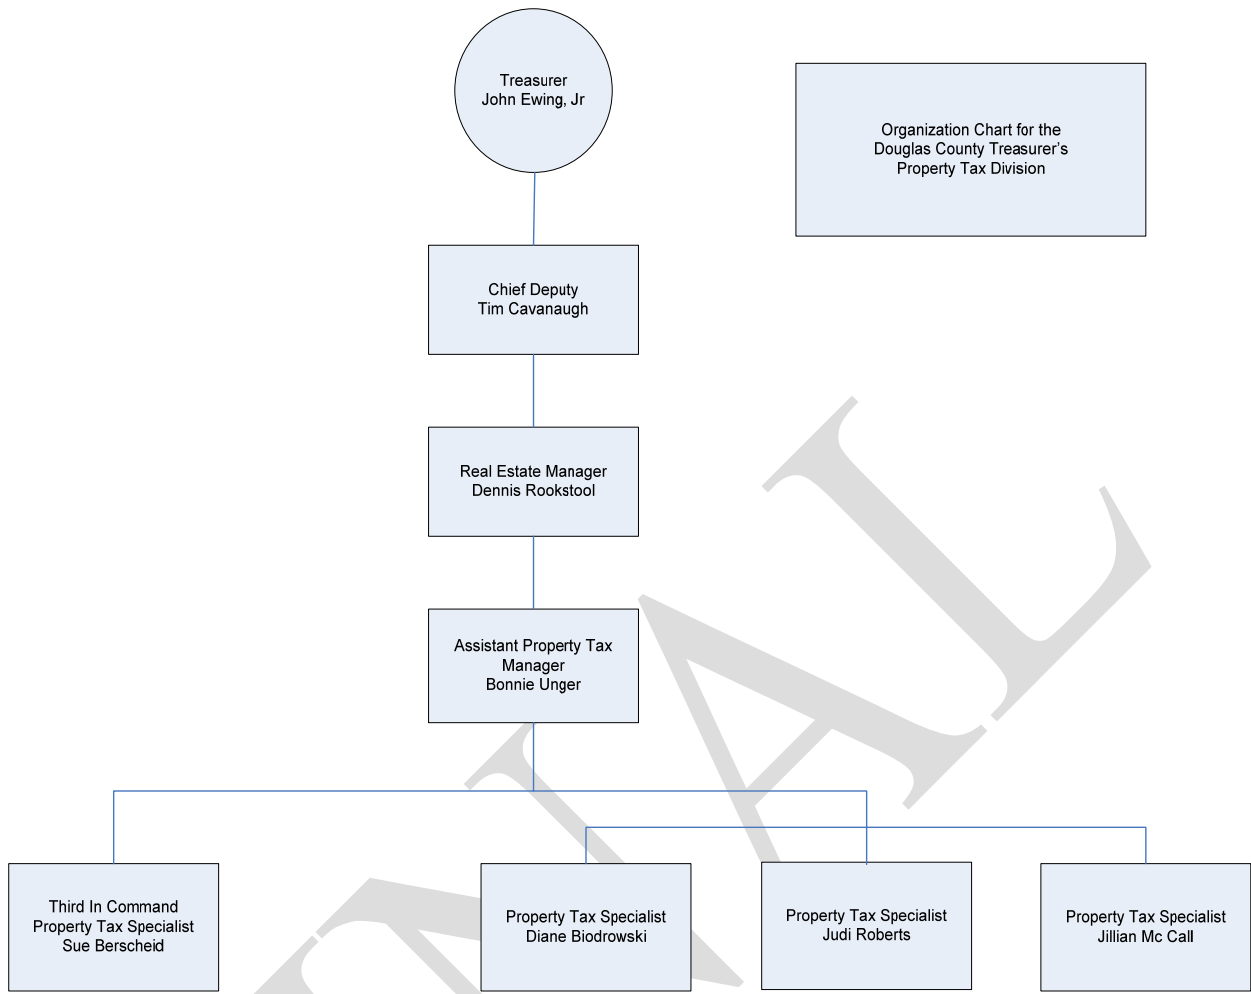 Treasurer
John Ewing, Jr
Organization Chart for the
Douglas County Treasurer's
Property Tax Division
Chief Deputy
Tim Cavanaugh
Real Estate Manager
Dennis Rookstool
Assistant Property Tax
Manager
Bonnie Unger
Third In Command
Property Tax Specialist
Sue Berscheid
Property Tax Specialist
Diane Biodrowski
Property Tax Specialist
Judi Roberts
Property Tax Specialist
Jillian Mc Call
NAL